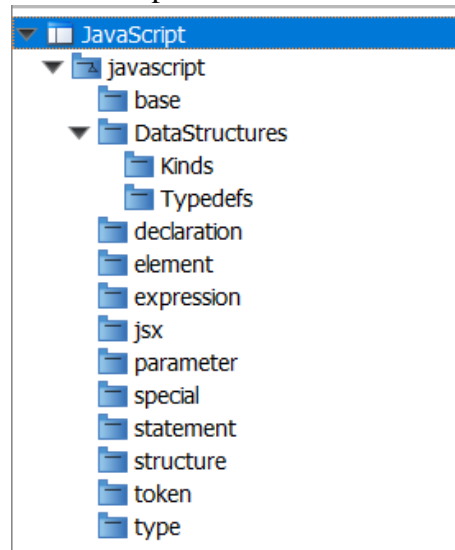 JavaScript
javascript
base
DataStructures
Kinds
Typedefs
declaration
element
expression
jsx
parameter
special
statement
structure
token
type